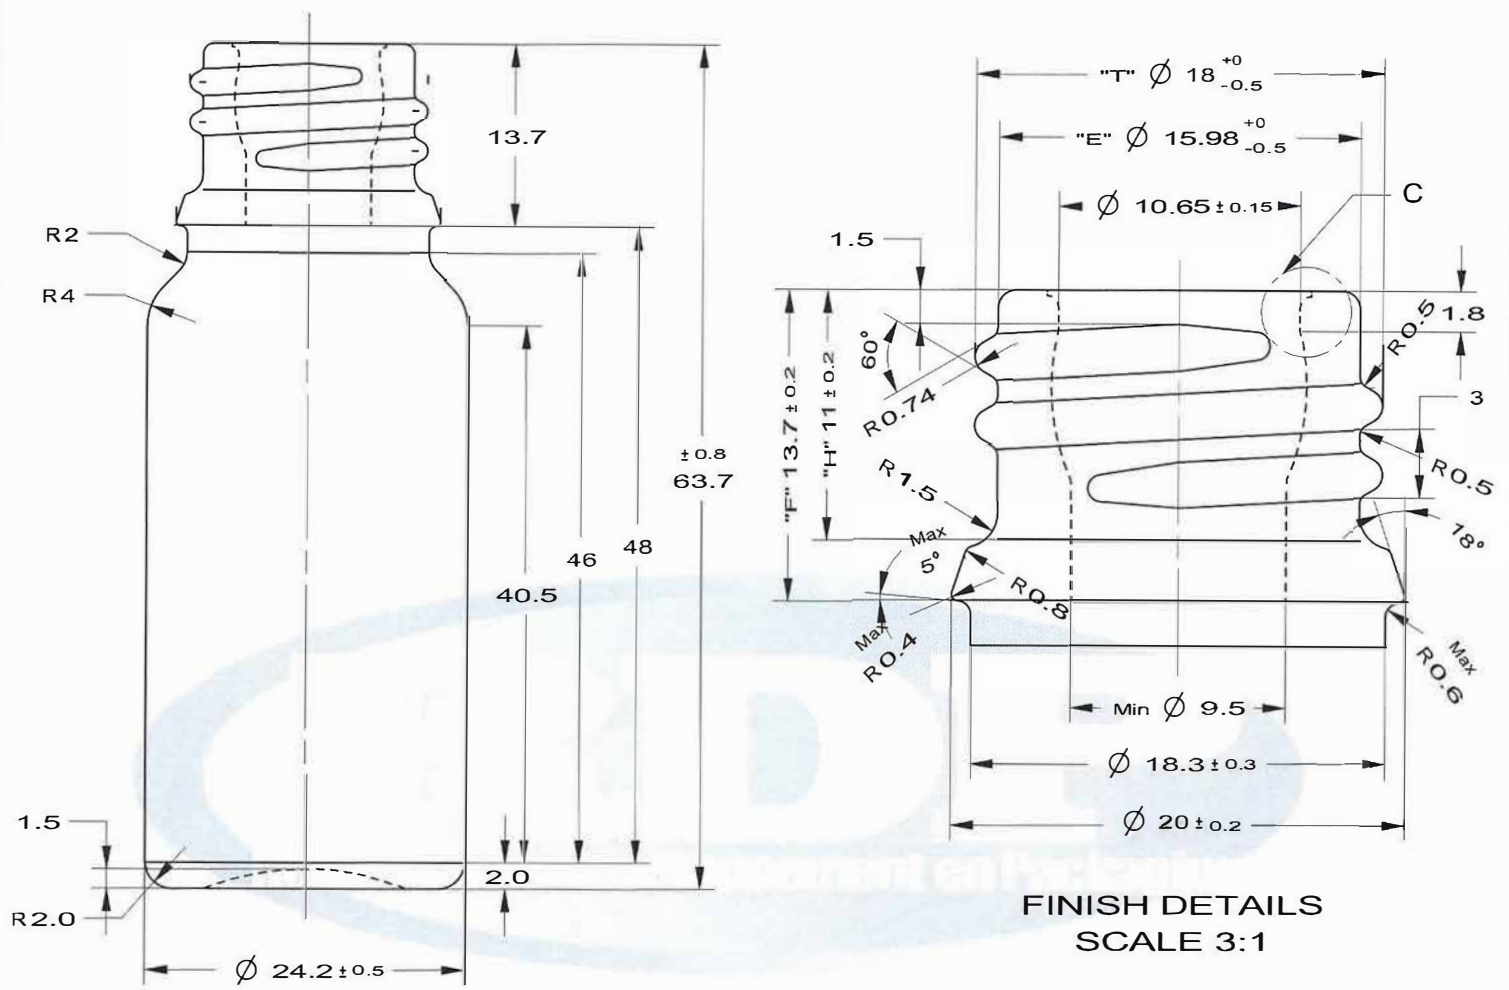 13.7
R2
R4
± 0.8
63.7
48
46
40.5
1.5
2.0
R2.0
Ø 24.2 ± 0.5
"T" Ø 18 +0 -0.5
"E" Ø 15.98 +0 -0.5
Ø 10.65 ± 0.15
C
1.5
1.8
R0.5
60°
R0.74
3
"F" 13.7 ± 0.2
"H" 11 ± 0.2
R1.5
R0.5
18°
Max
5°
R0.8
Max
R0.4
Max
R0.6
Min Ø 9.5
Ø 18.3 ± 0.3
Ø 20 ± 0.2
FINISH DETAILS
SCALE 3:1